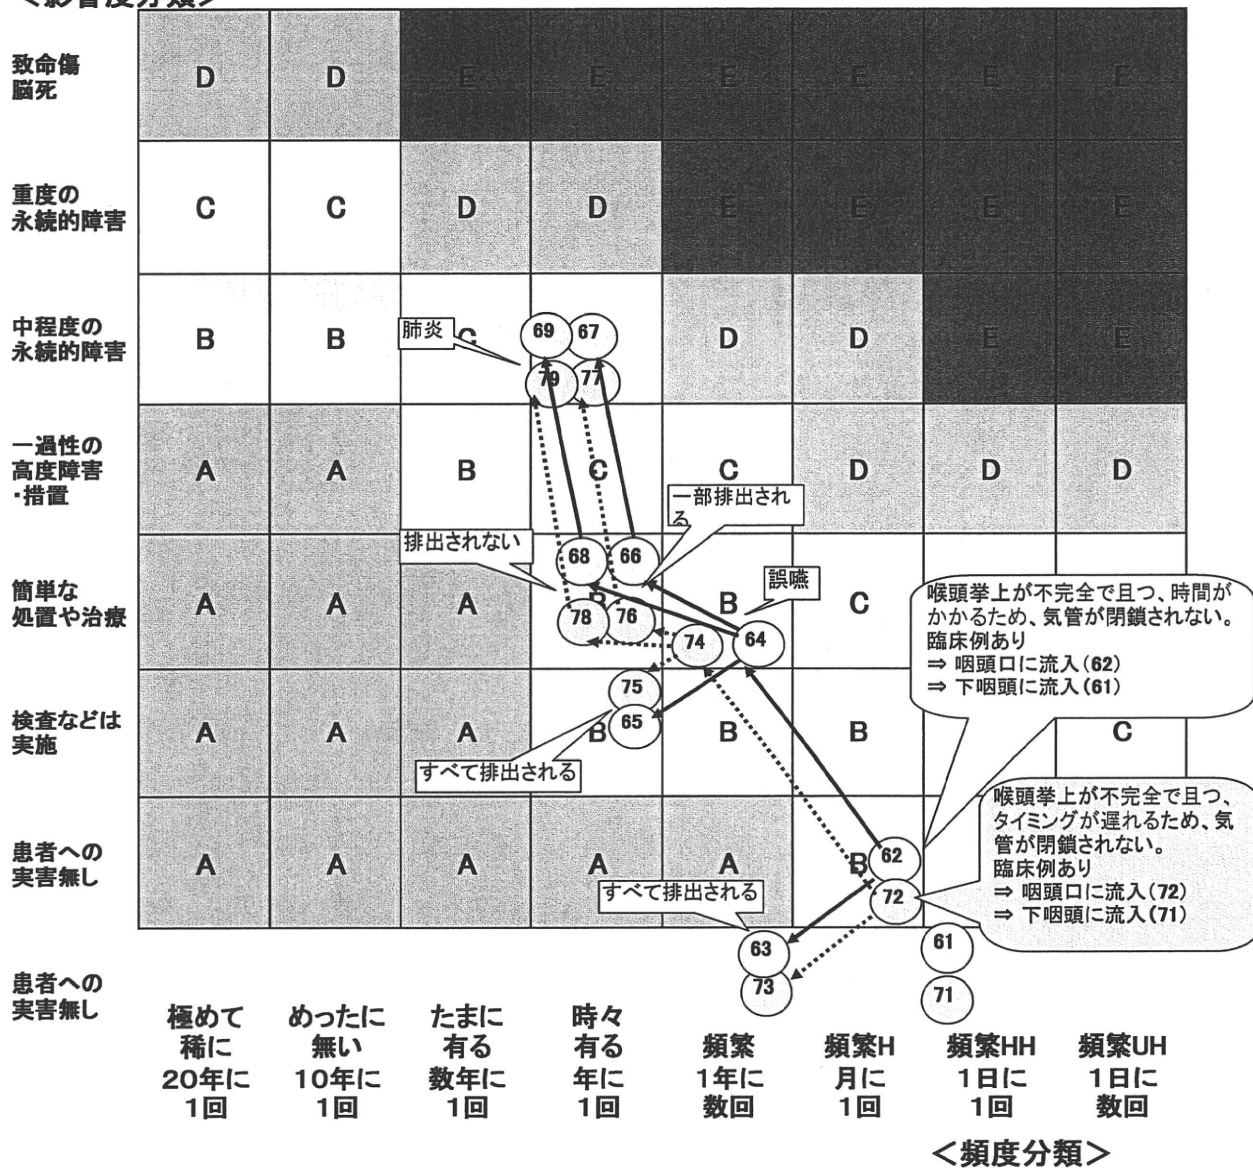 ＜影響度分類＞
致命傷
脳死
D D E E E E E E
重度の
永続的障害
C C D D E E E E
中程度の
永続的障害
B B C D D E E
肺炎
69 67
79 77
一過性の
高度障害
・措置
A A B C C D D D
一部排出され
る
排出されない
簡単な
処置や治療
A A A B B C
68 66
誤嚥
78 76 74 64
喉頭挙上が不完全で且つ、時間が
かかるため、気管が閉鎖されない。
臨床例あり
⇒ 咽頭口に流入（62）
⇒ 下咽頭に流入（61）
検査などは
実施
A A A B B B C
75
65
すべて排出される
喉頭挙上が不完全で且つ、
タイミングが遅れるため、気
管が閉鎖されない。
臨床例あり
⇒ 咽頭口に流入（72）
⇒ 下咽頭に流入（71）
患者への
実害無し
A A A A A B
62
72
すべて排出される
63 61
73 71
患者への
実害無し
極めて
稀に
20年に
1回
めったに
無い
10年に
1回
たまに
有る
数年に
1回
時々
有る
年に
1回
頻繁
1年に
数回
頻繁H
月に
1回
頻繁HH
1日に
1回
頻繁UH
1日に
数回
＜頻度分類＞